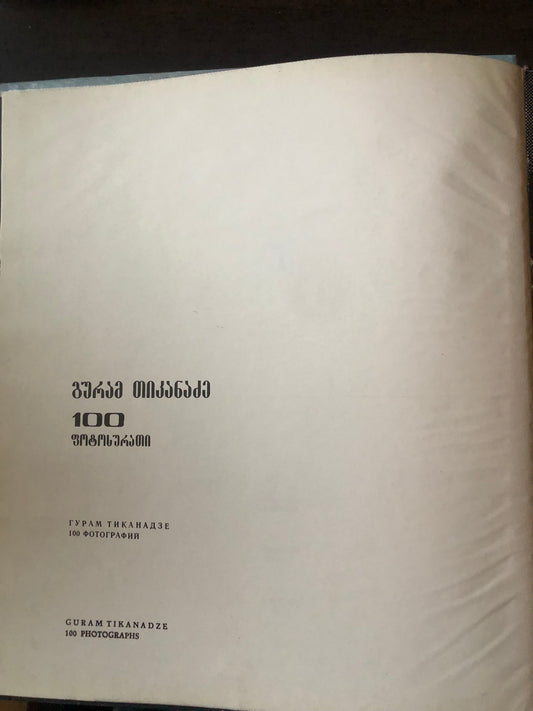 გურამ თიკანაძე
100
ფოტოსურათი
ГУРАМ ТИКАНАДЗЕ
100 ФОТОГРАФИЙ
GURAM TIKANADZE
100 PHOTOGRAPHS